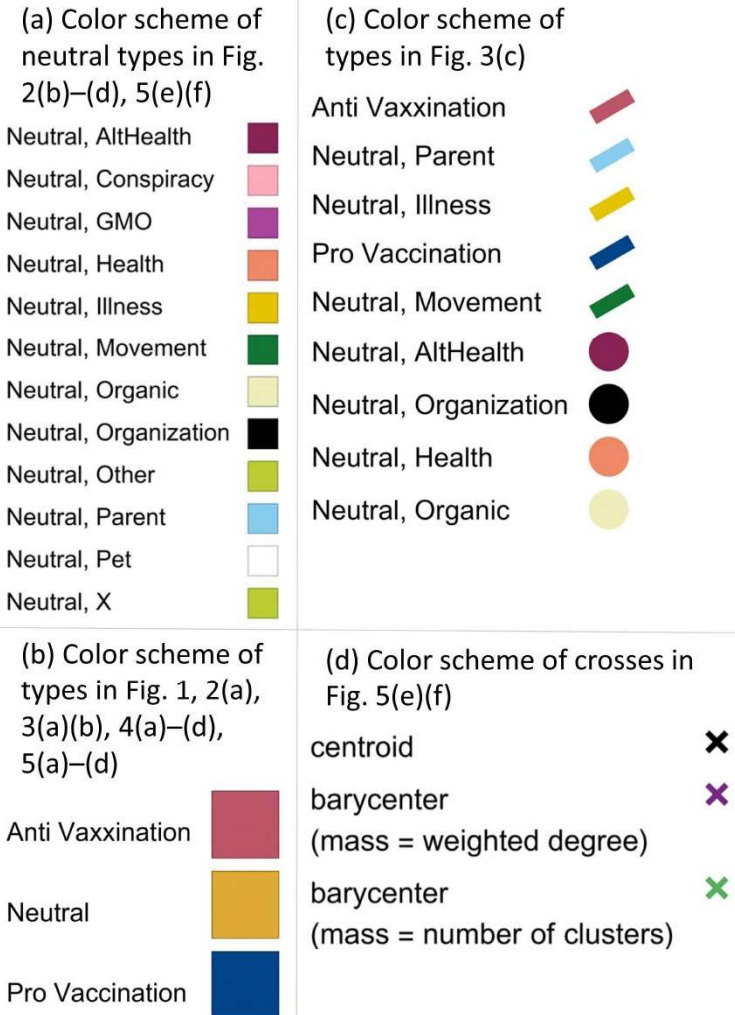 (a) Color scheme of
neutral types in Fig.
2(b)–(d), 5(e)(f)
Neutral, AltHealth
Neutral, Conspiracy
Neutral, GMO
Neutral, Health
Neutral, Illness
Neutral, Movement
Neutral, Organic
Neutral, Organization
Neutral, Other
Neutral, Parent
Neutral, Pet
Neutral, X
(b) Color scheme of
types in Fig. 1, 2(a),
3(a)(b), 4(a)–(d),
5(a)–(d)
Anti Vaxxination
Neutral
Pro Vaccination
(c) Color scheme of
types in Fig. 3(c)
Anti Vaxxination
Neutral, Parent
Neutral, Illness
Pro Vaccination
Neutral, Movement
Neutral, AltHealth
Neutral, Organization
Neutral, Health
Neutral, Organic
(d) Color scheme of crosses in
Fig. 5(e)(f)
centroid
barycenter
(mass = weighted degree)
barycenter
(mass = number of clusters)